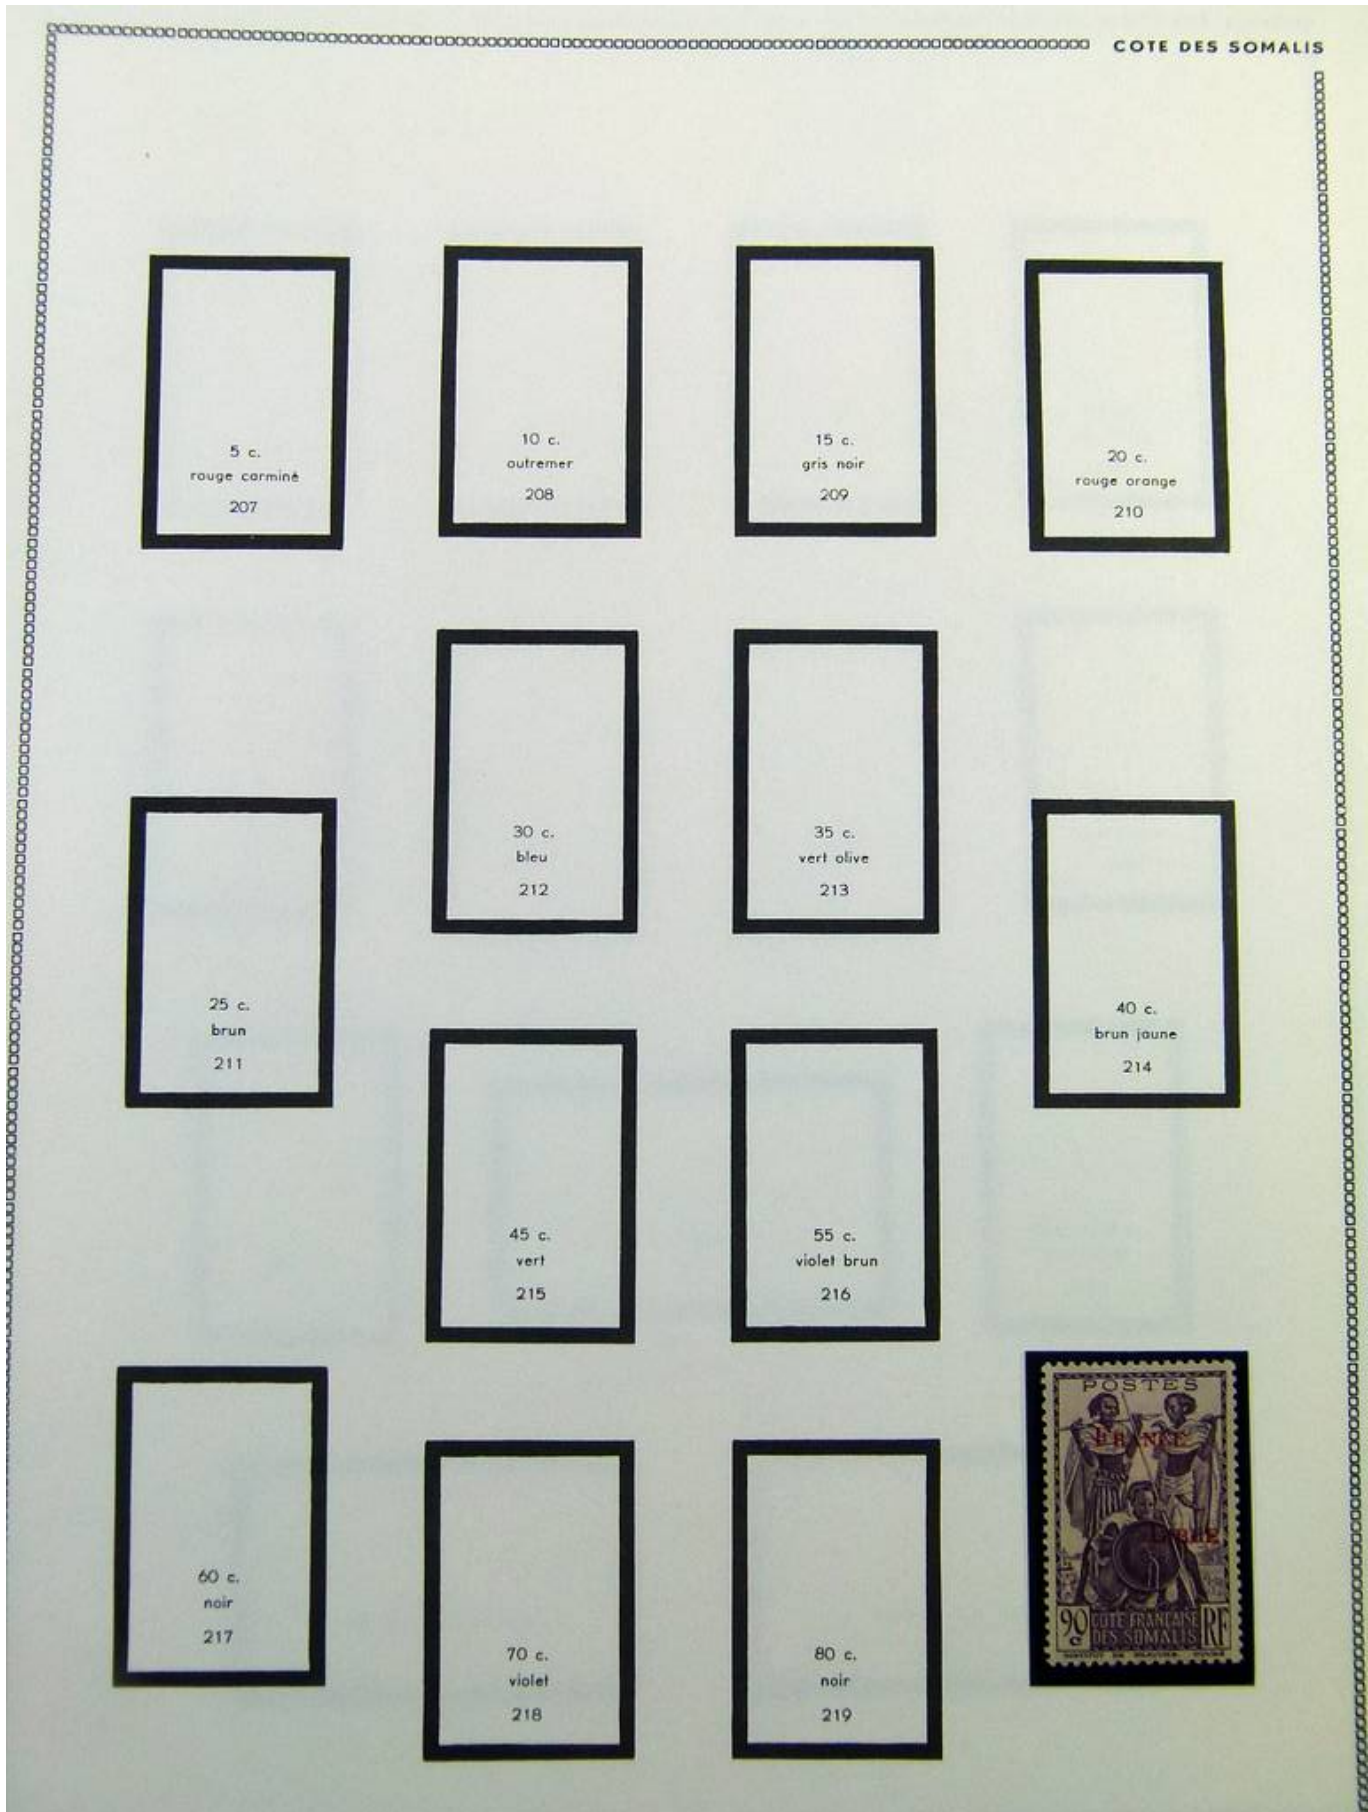 COTE DES SOMALIS
5 c.
rouge carminé
207
10 c.
outremer
208
15 c.
gris noir
209
20 c.
rouge orange
210
25 c.
brun
211
30 c.
bleu
212
35 c.
vert olive
213
40 c.
brun jaune
214
45 c.
vert
215
55 c.
violet brun
216
60 c.
noir
217
70 c.
violet
218
80 c.
noir
219
POSTES
FRANCE
LIBRE
90
c
COTE FRANÇAISE
DES SOMALIS
RF